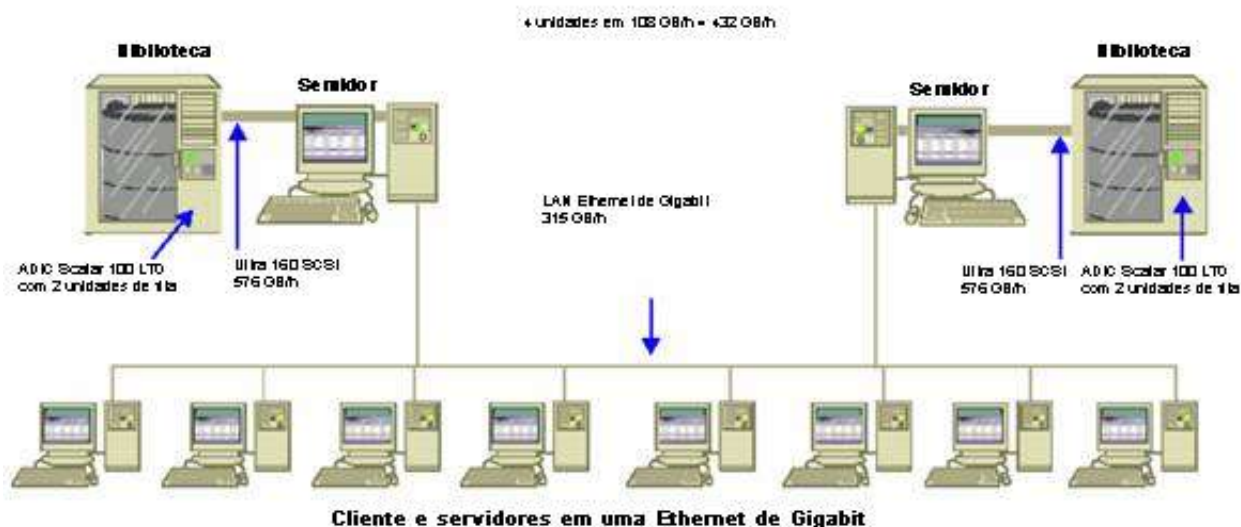 4 unidades em 108 GB/h = 432 GB/h
Biblioteca
Servidor
Servidor
Biblioteca
LAN Ethernet de Gigabit
315 GB/h
ADIC Scalar 100 LTO
com 2 unidades de fita
Ultra 160 SCSI
576 GB/h
Ultra 160 SCSI
576 GB/h
ADIC Scalar 100 LTO
com 2 unidades de fita
Cliente e servidores em uma Ethernet de Gigabit